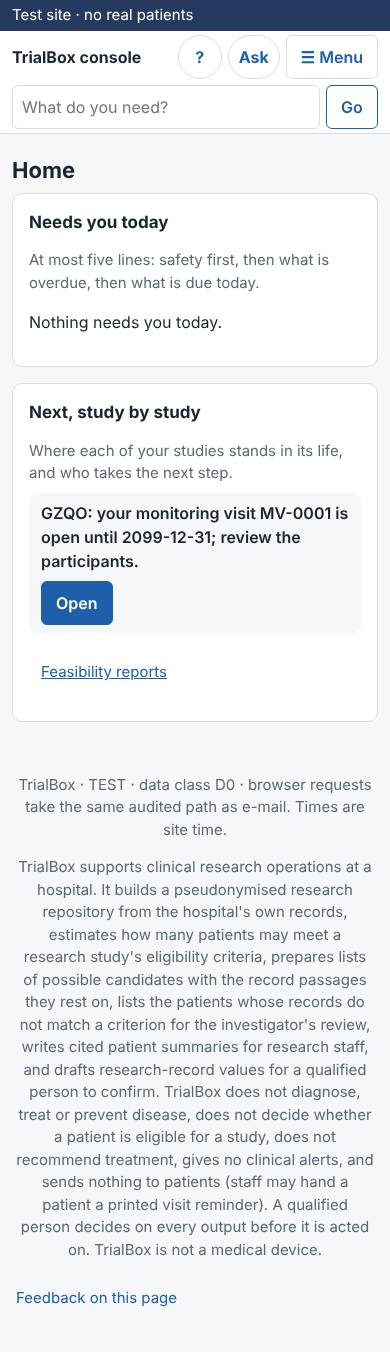 Test site · no real patients
TrialBox console
?
Ask
☰ Menu
What do you need?
Go
Home
Needs you today
At most five lines: safety first, then what is
overdue, then what is due today.
Nothing needs you today.
Next, study by study
Where each of your studies stands in its life,
and who takes the next step.
GZQO: your monitoring visit MV-0001 is
open until 2099-12-31; review the
participants.
Open
Feasibility reports
TrialBox · TEST · data class D0 · browser requests
take the same audited path as e-mail. Times are
site time.
TrialBox supports clinical research operations at a
hospital. It builds a pseudonymised research
repository from the hospital's own records,
estimates how many patients may meet a
research study's eligibility criteria, prepares lists
of possible candidates with the record passages
they rest on, lists the patients whose records do
not match a criterion for the investigator's review,
writes cited patient summaries for research staff,
and drafts research-record values for a qualified
person to confirm. TrialBox does not diagnose,
treat or prevent disease, does not decide whether
a patient is eligible for a study, does not
recommend treatment, gives no clinical alerts, and
sends nothing to patients (staff may hand a
patient a printed visit reminder). A qualified
person decides on every output before it is acted
on. TrialBox is not a medical device.
Feedback on this page